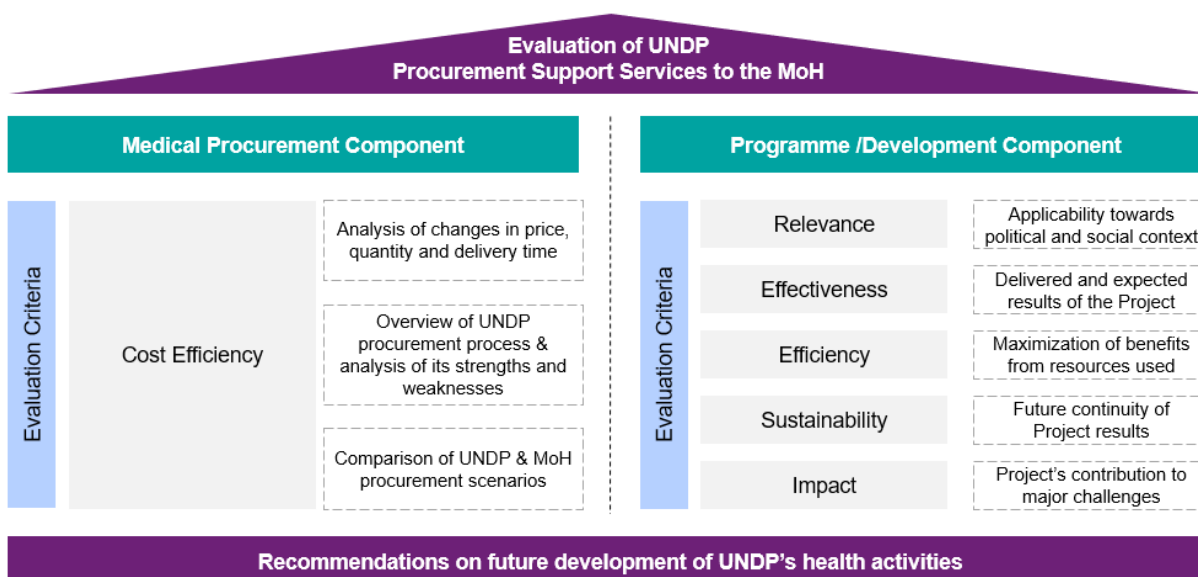 Evaluation of UNDP
Procurement Support Services to the MoH
Medical Procurement Component
Evaluation Criteria
Cost Efficiency
Analysis of changes in price,
quantity and delivery time
Overview of UNDP
procurement process &
analysis of its strengths and
weaknesses
Comparison of UNDP & MoH
procurement scenarios
Programme /Development Component
Evaluation Criteria
Relevance
Applicability towards
political and social context
Effectiveness
Delivered and expected
results of the Project
Efficiency
Maximization of benefits
from resources used
Sustainability
Future continuity of
Project results
Impact
Project's contribution to
major challenges
Recommendations on future development of UNDP's health activities